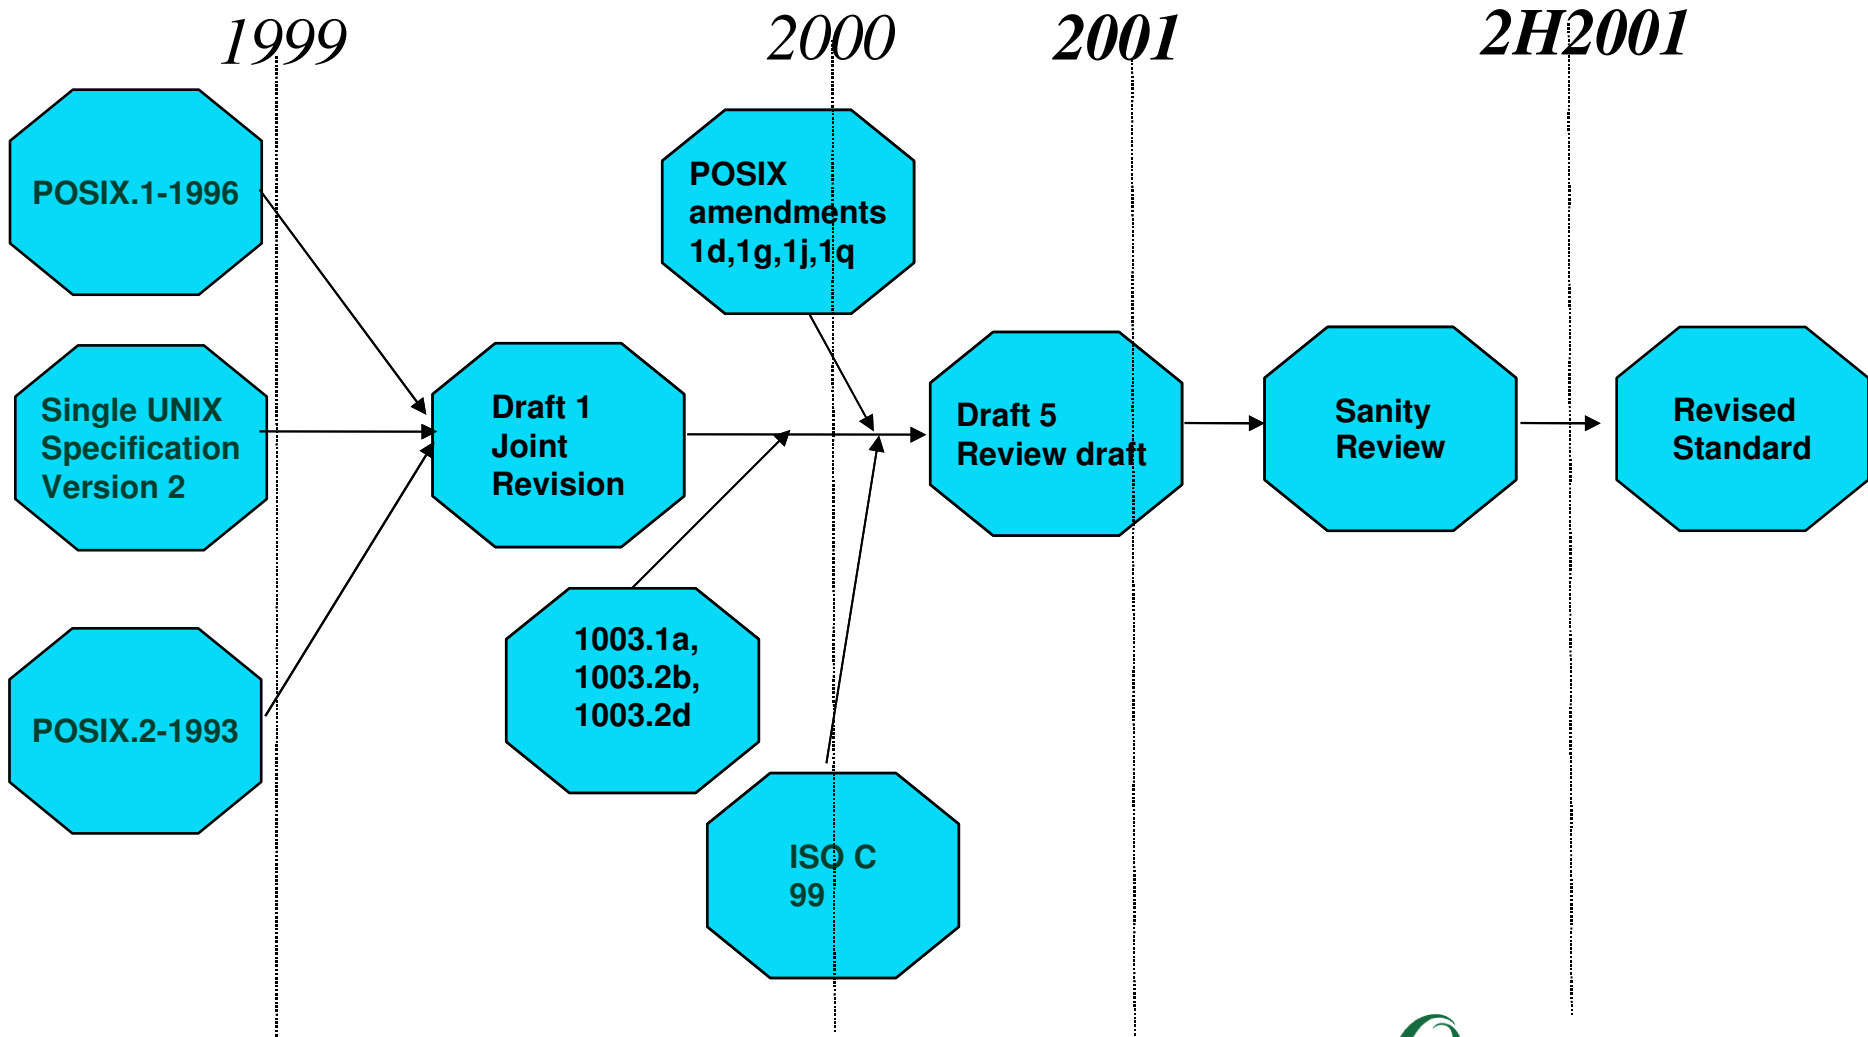 1999
2000
2001
2H2001
POSIX.1-1996
POSIX
amendments
1d,1g,1j,1q
Single UNIX
Specification
Version 2
Draft 1
Joint
Revision
Draft 5
Review draft
Sanity
Review
Revised
Standard
1003.1a,
1003.2b,
1003.2d
POSIX.2-1993
ISO C
99